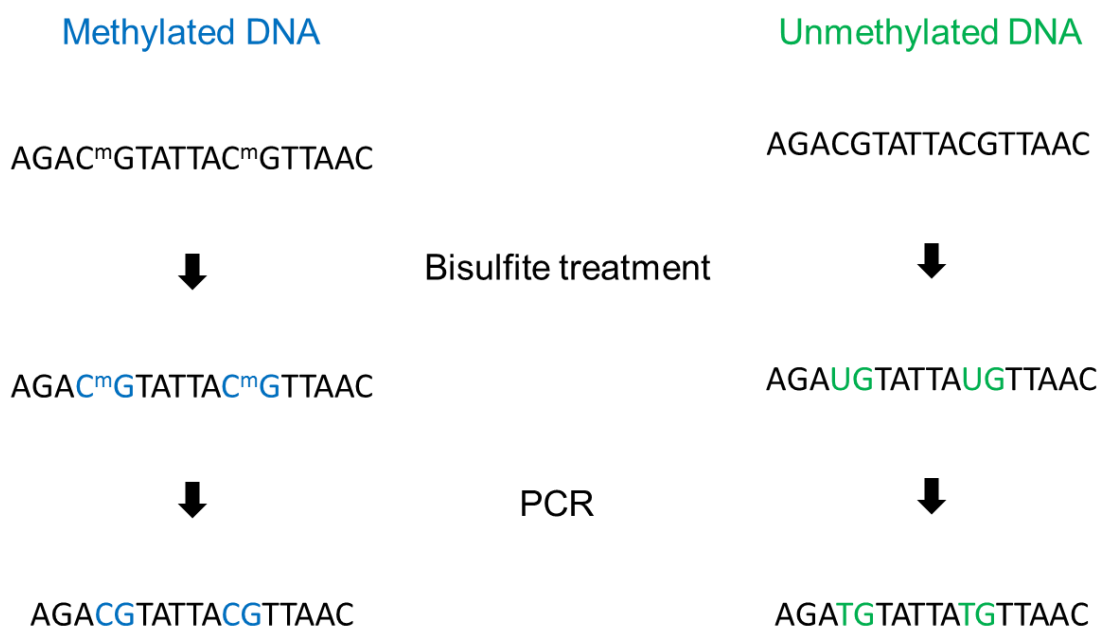 Methylated DNA
Unmethylated DNA
AGACᵐGTATTACᵐGTTAAC
AGACGTATTACGTTAAC
Bisulfite treatment
AGACᵐGTATTACᵐGTTAAC
AGAUGTATTAUGTTAAC
PCR
AGACGTATTACGTTAAC
AGATGTATTATGTTAAC